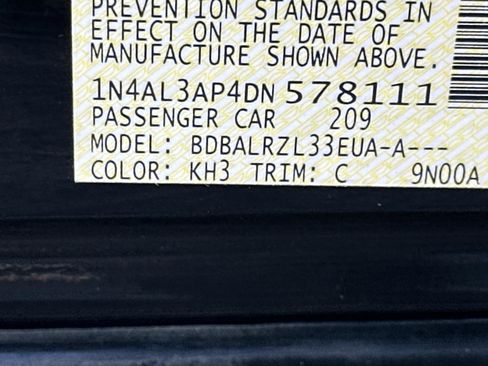 PREVENTION STANDARDS IN
EFFECT ON THE DATE OF
MANUFACTURE SHOWN ABOVE.
1N4AL3AP4DN 578111
PASSENGER CAR 209
MODEL: BDBALRZL33EUA-A---
COLOR: KH3 TRIM: C 9N00A